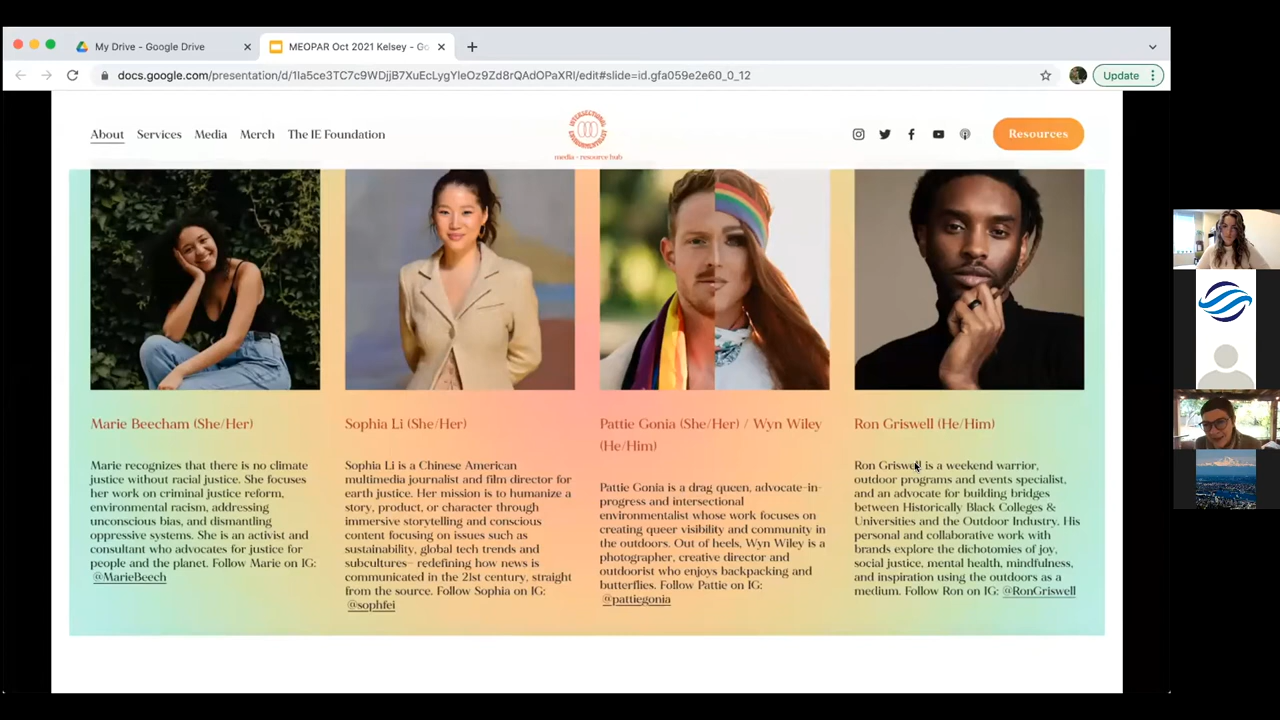 My Drive - Google Drive
MEOPAR Oct 2021 Kelsey - Go
docs.google.com/presentation/d/1Ia5ce3TC7c9WDjjB7XuEcLygYleOz9Zd8rQAdOPaXRI/edit#slide=id.gfa059e2e60_0_12
Update
About Services Media Merch The IE Foundation
INTERSECTIONAL
ENVIRONMENTALIST
media + resource hub
Resources
Marie Beecham (She/Her)
Marie recognizes that there is no climate
justice without racial justice. She focuses
her work on criminal justice reform,
environmental racism, addressing
unconscious bias, and dismantling
oppressive systems. She is an activist and
consultant who advocates for justice for
people and the planet. Follow Marie on IG:
@MarieBeech
Sophia Li (She/Her)
Sophia Li is a Chinese American
multimedia journalist and film director for
earth justice. Her mission is to humanize a
story, product, or character through
immersive storytelling and conscious
content focusing on issues such as
sustainability, global tech trends and
subcultures– redefining how news is
communicated in the 21st century, straight
from the source. Follow Sophia on IG:
@sophfei
Pattie Gonia (She/Her) / Wyn Wiley
(He/Him)
Pattie Gonia is a drag queen, advocate-in-
progress and intersectional
environmentalist whose work focuses on
creating queer visibility and community in
the outdoors. Out of heels, Wyn Wiley is a
photographer, creative director and
outdoorist who enjoys backpacking and
butterflies. Follow Pattie on IG:
@pattiegonia
Ron Griswell (He/Him)
Ron Griswell is a weekend warrior,
outdoor programs and events specialist,
and an advocate for building bridges
between Historically Black Colleges &
Universities and the Outdoor Industry. His
personal and collaborative work with
brands explore the dichotomies of joy,
social justice, mental health, mindfulness,
and inspiration using the outdoors as a
medium. Follow Ron on IG: @RonGriswell